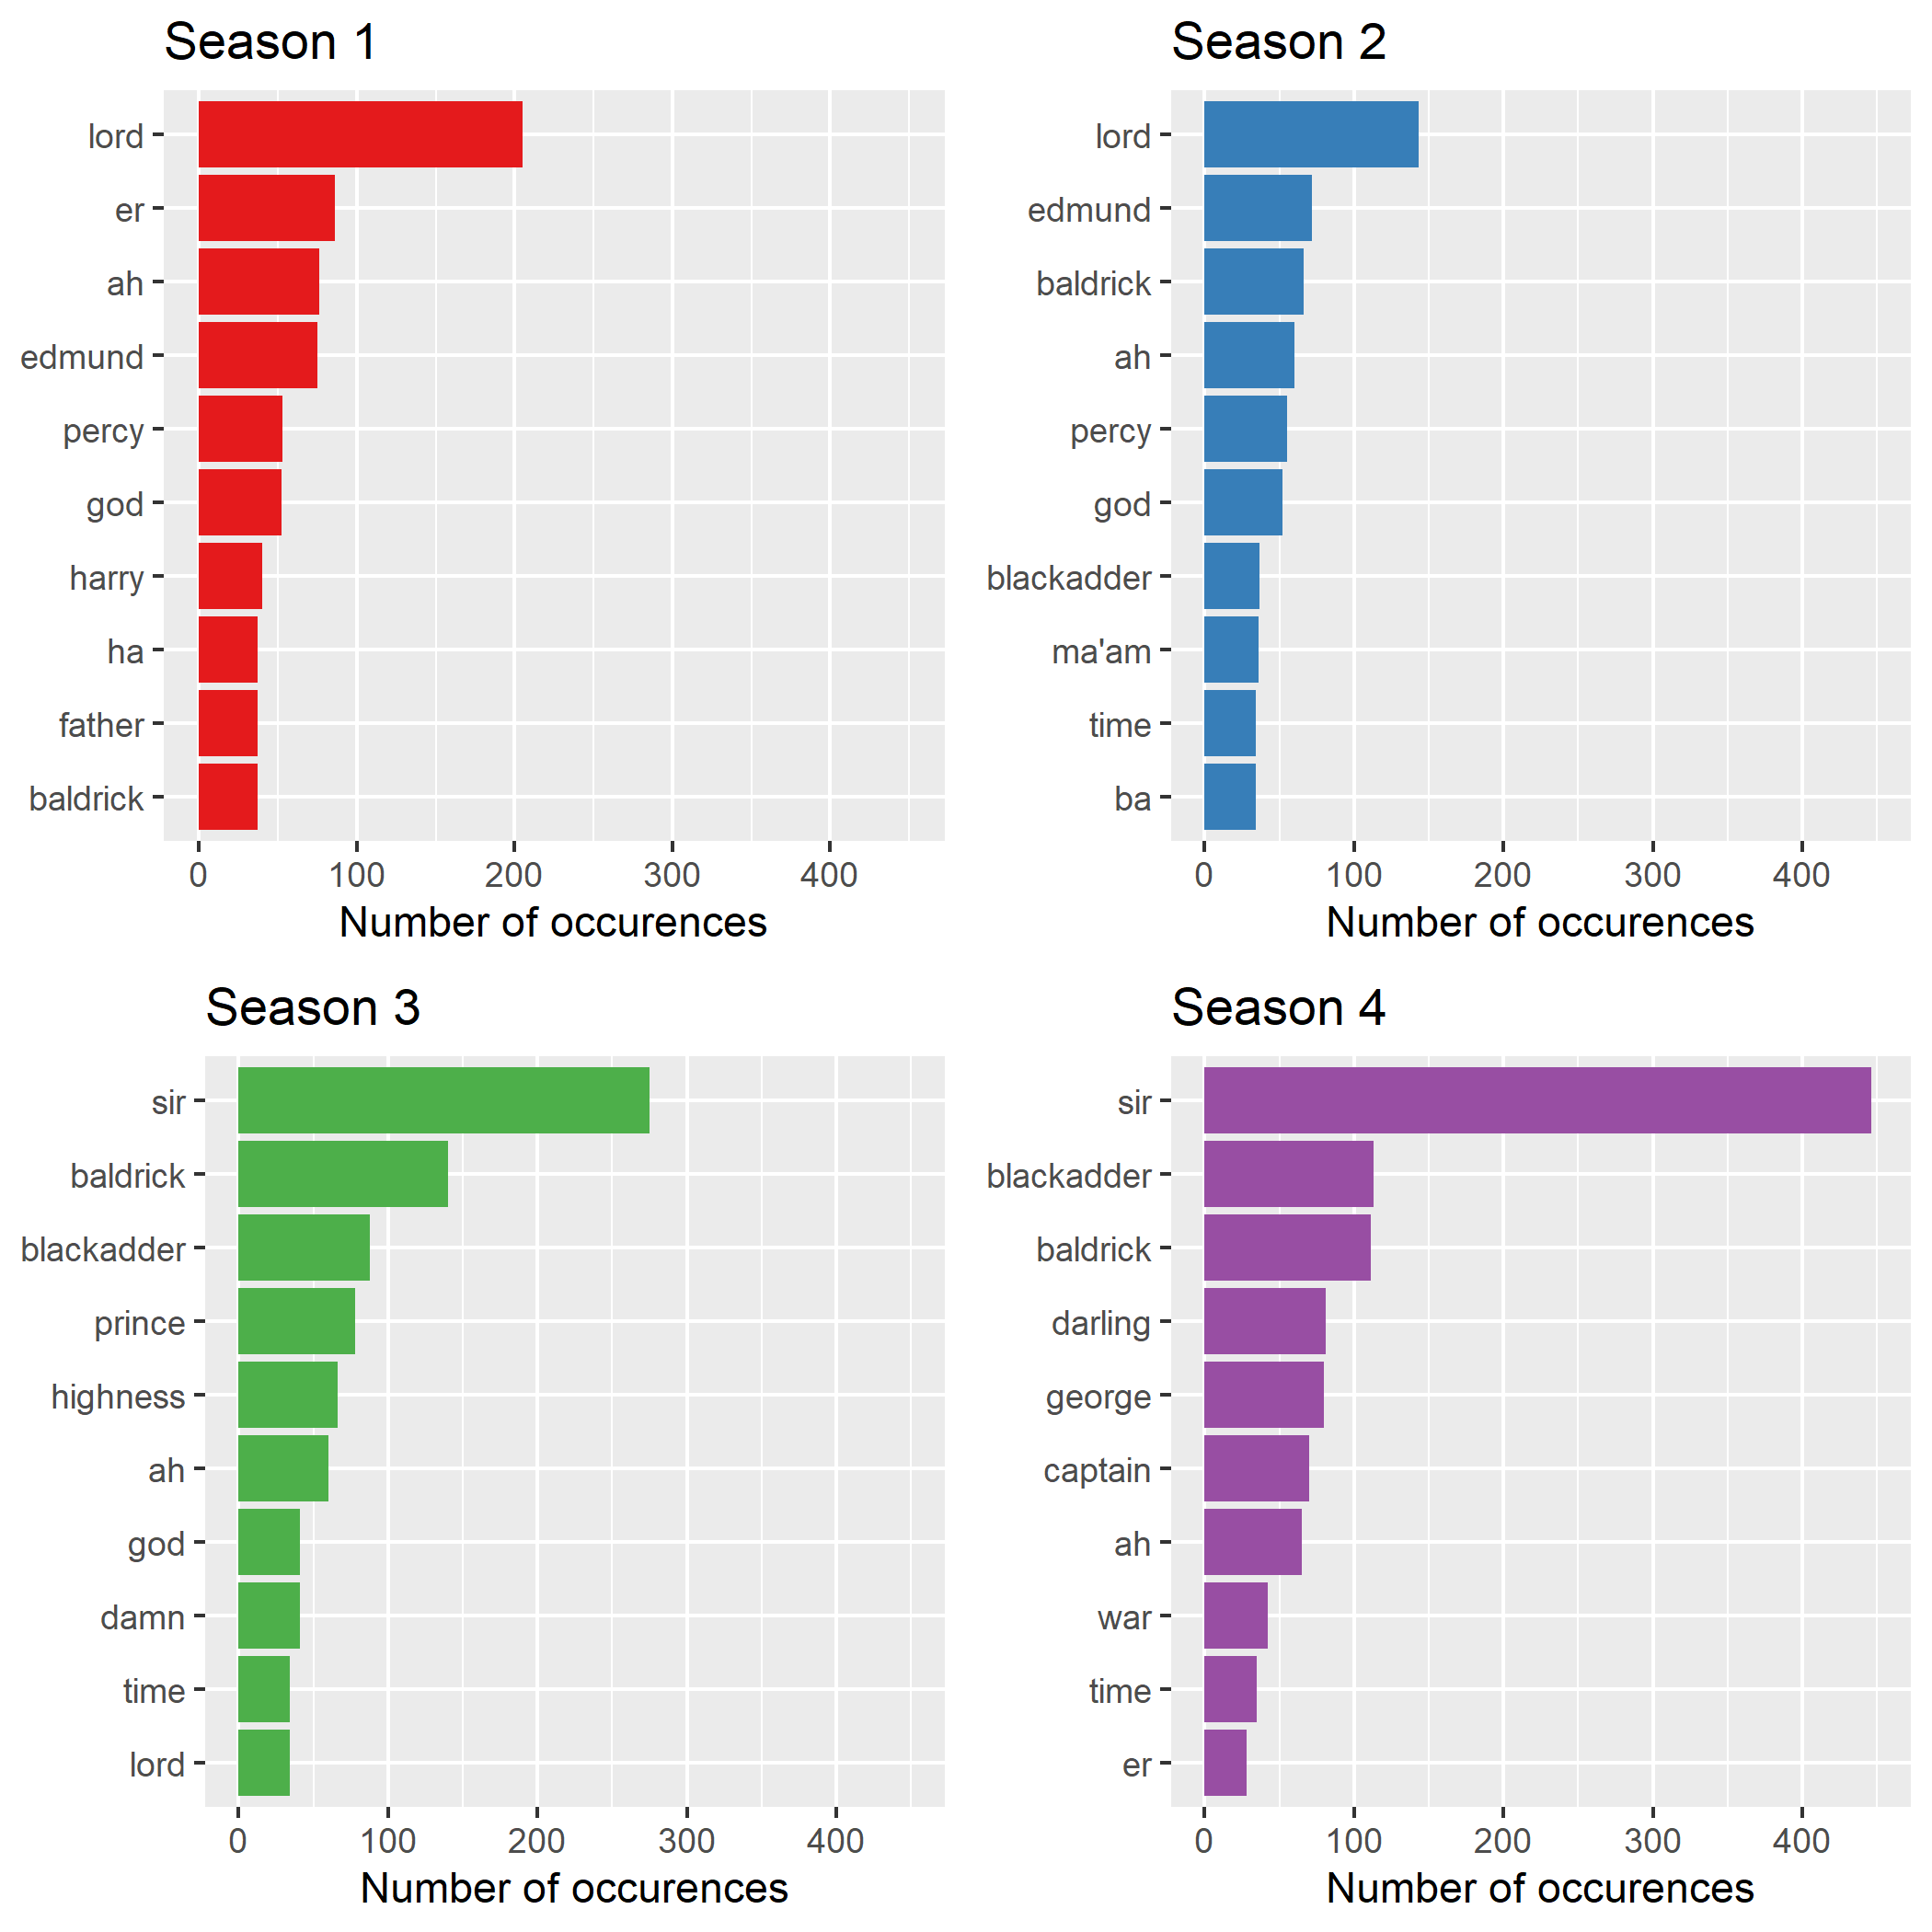 Season 1
lord
er
ah
edmund
percy
god
harry
ha
father
baldrick
0 100 200 300 400
Number of occurences
Season 2
lord
edmund
baldrick
ah
percy
god
blackadder
ma'am
time
ba
0 100 200 300 400
Number of occurences
Season 3
sir
baldrick
blackadder
prince
highness
ah
god
damn
time
lord
0 100 200 300 400
Number of occurences
Season 4
sir
blackadder
baldrick
darling
george
captain
ah
war
time
er
0 100 200 300 400
Number of occurences